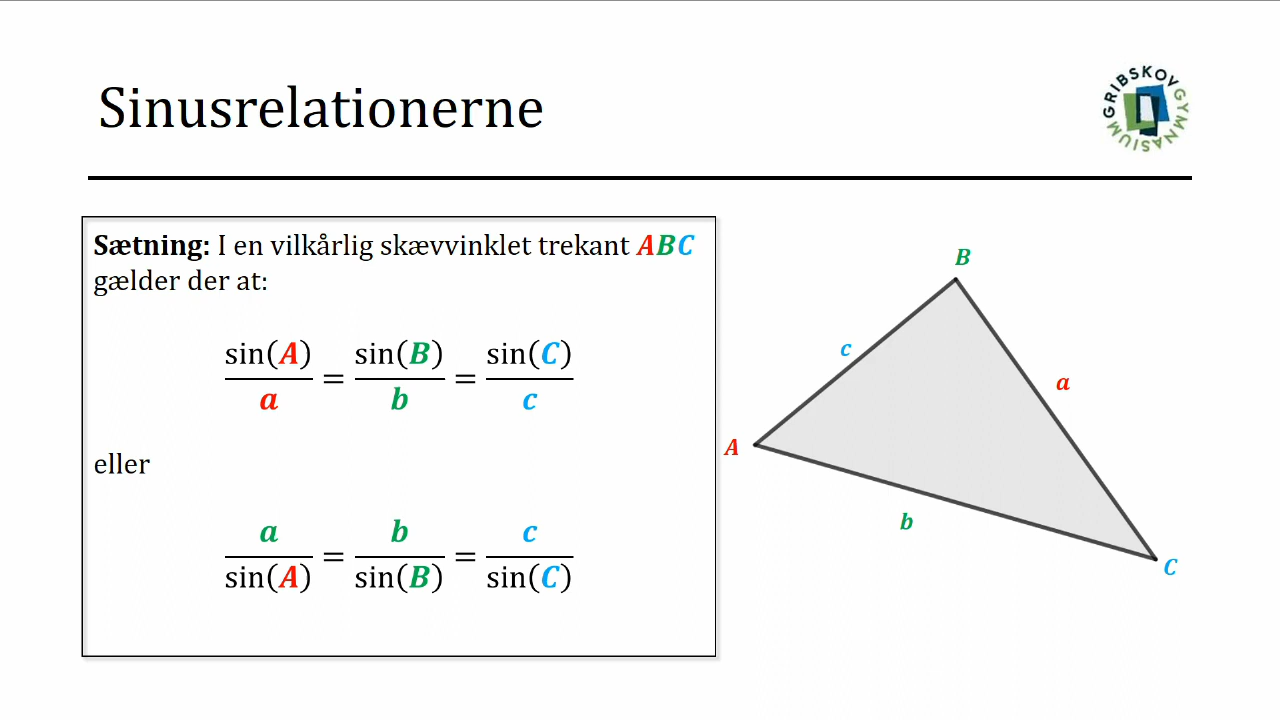 Sinusrelationerne
GRIBSKOV GYMNASIUM
Sætning: I en vilkårlig skævvinklet trekant ABC
gælder der at:
sin(A)/a = sin(B)/b = sin(C)/c
eller
a/sin(A) = b/sin(B) = c/sin(C)
B
c
a
A
b
C